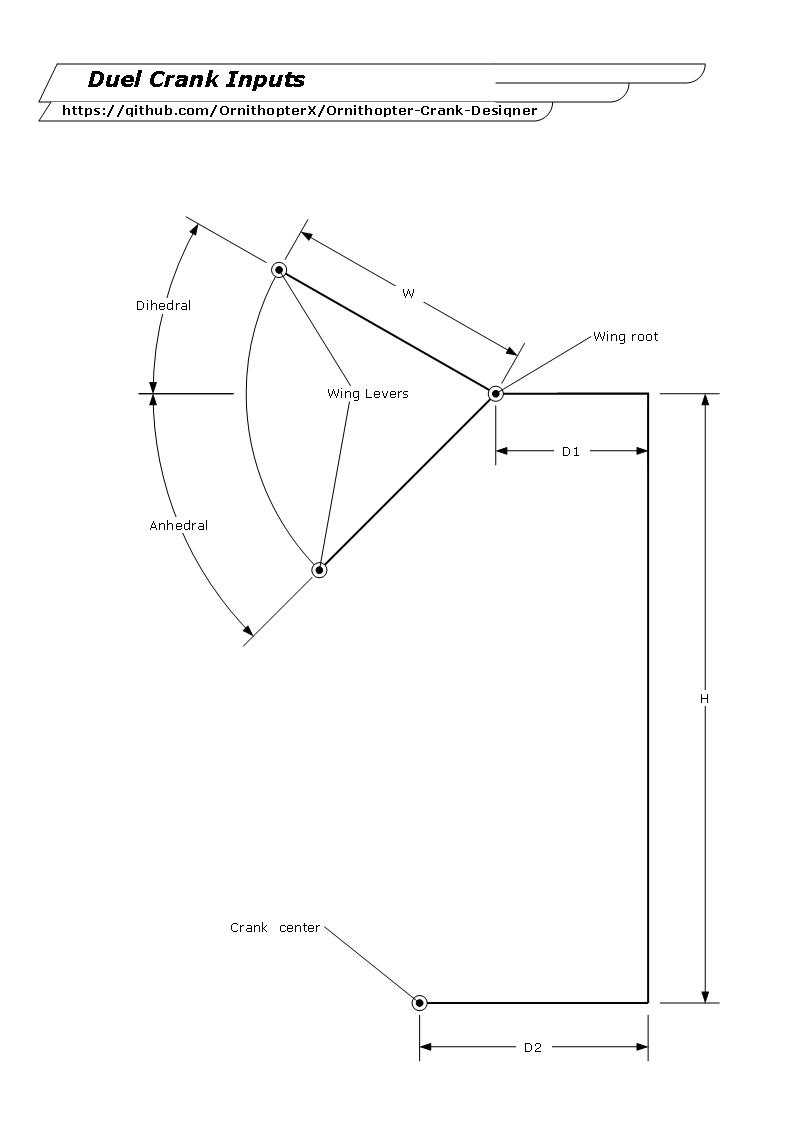 Duel Crank Inputs
https://github.com/OrnithopterX/Ornithopter-Crank-Designer
W
Dihedral
Wing root
Wing Levers
D1
Anhedral
H
Crank center
D2